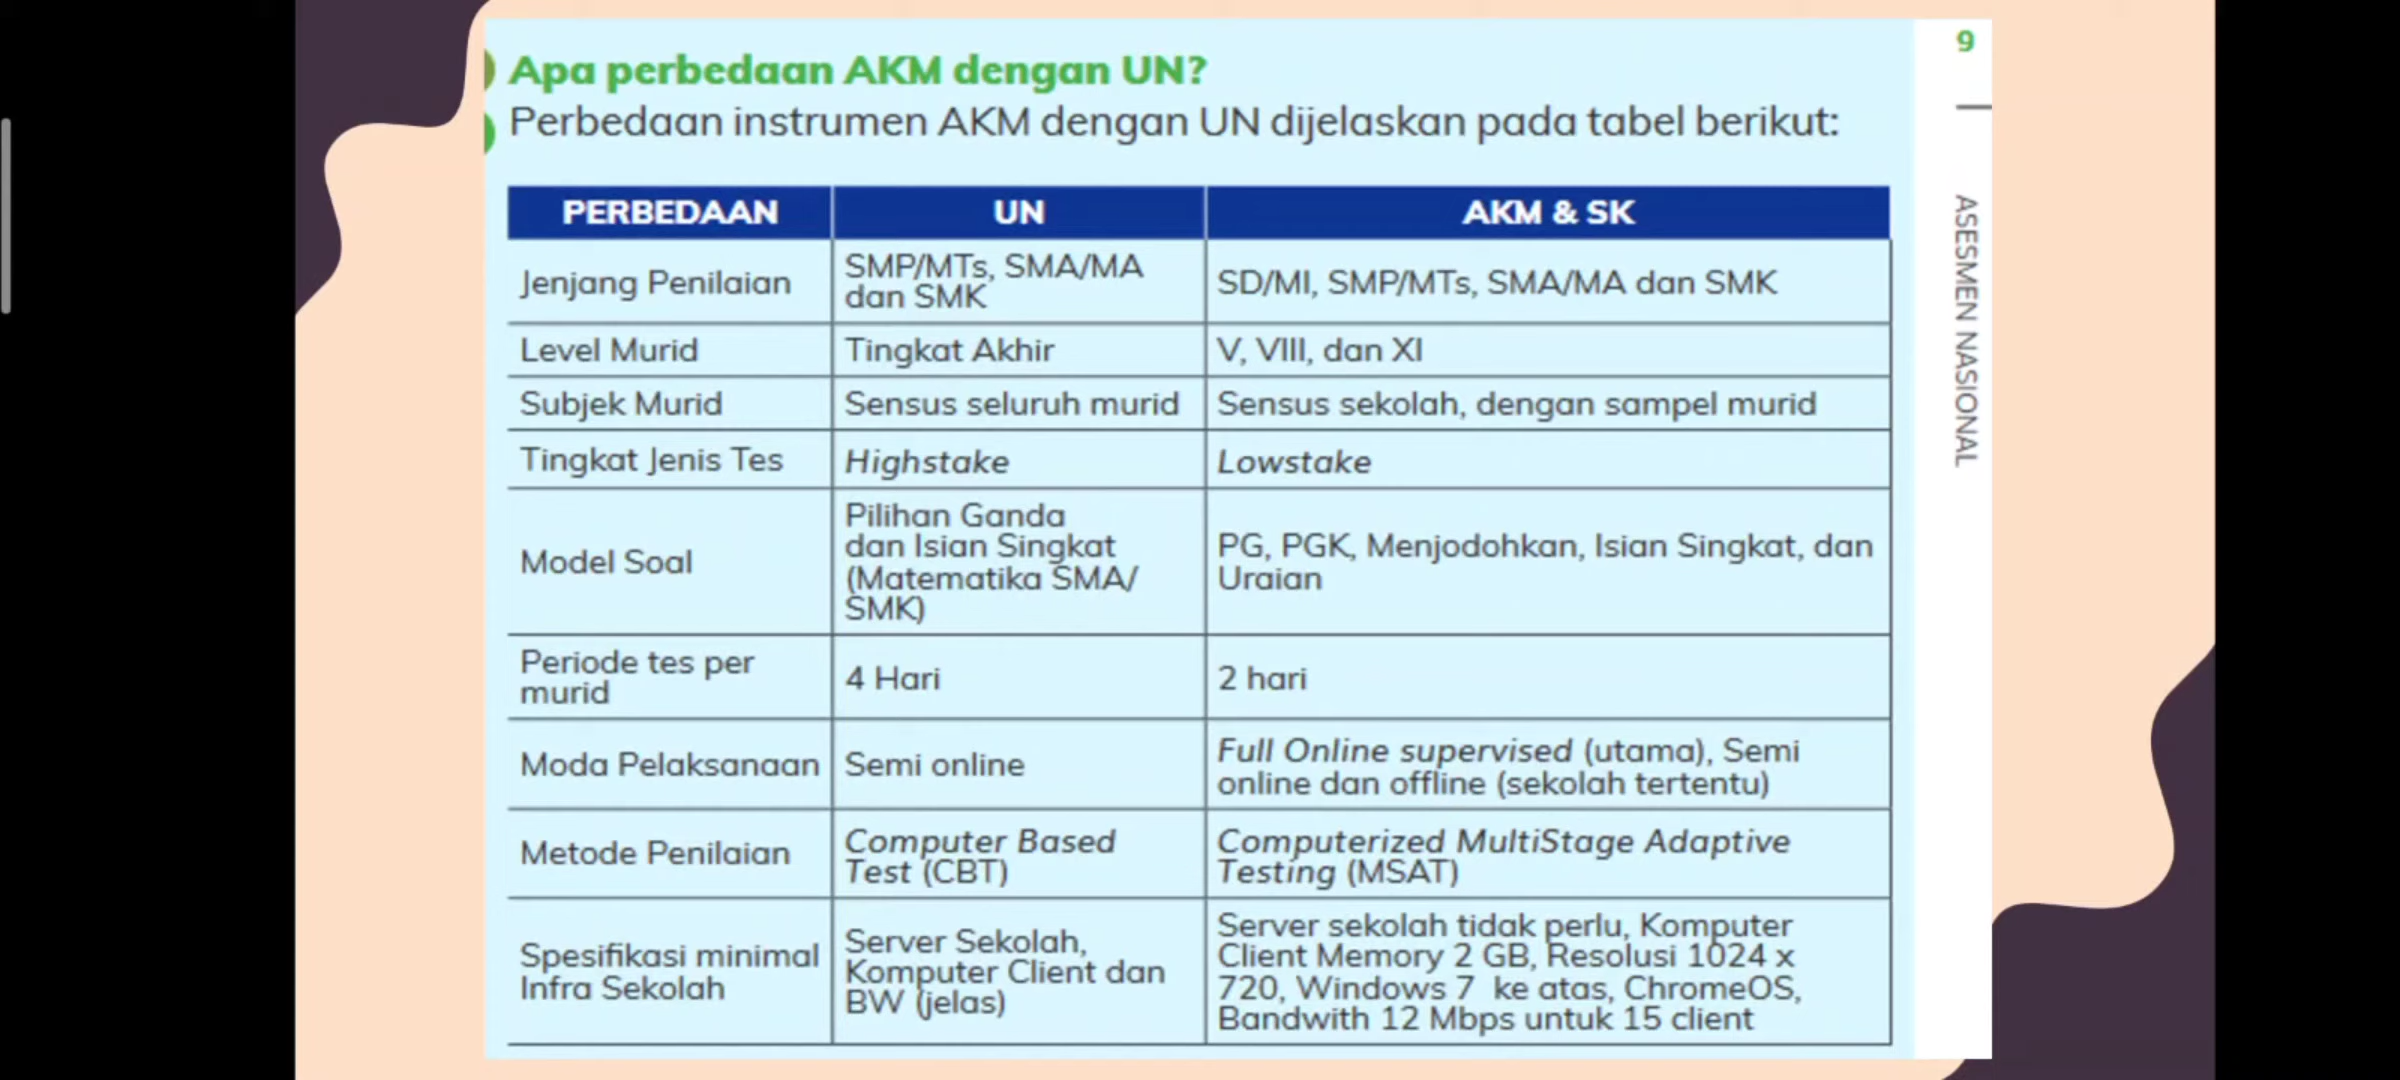 Apa perbedaan AKM dengan UN?
Perbedaan instrumen AKM dengan UN dijelaskan pada tabel berikut:
PERBEDAAN UN AKM & SK
Jenjang Penilaian
SMP/MTs, SMA/MA
dan SMK
SD/MI, SMP/MTs, SMA/MA dan SMK
Level Murid Tingkat Akhir V, VIII, dan XI
Subjek Murid Sensus seluruh murid Sensus sekolah, dengan sampel murid
Tingkat Jenis Tes Highstake Lowstake
Model Soal
Pilihan Ganda
dan Isian Singkat
(Matematika SMA/
SMK)
PG, PGK, Menjodohkan, Isian Singkat, dan
Uraian
Periode tes per
murid
4 Hari
2 hari
Moda Pelaksanaan
Semi online
Full Online supervised (utama), Semi
online dan offline (sekolah tertentu)
Metode Penilaian
Computer Based
Test (CBT)
Computerized MultiStage Adaptive
Testing (MSAT)
Spesifikasi minimal
Infra Sekolah
Server Sekolah,
Komputer Client dan
BW (jelas)
Server sekolah tidak perlu, Komputer
Client Memory 2 GB, Resolusi 1024 x
720, Windows 7 ke atas, ChromeOS,
Bandwith 12 Mbps untuk 15 client
9
ASESMEN NASIONAL